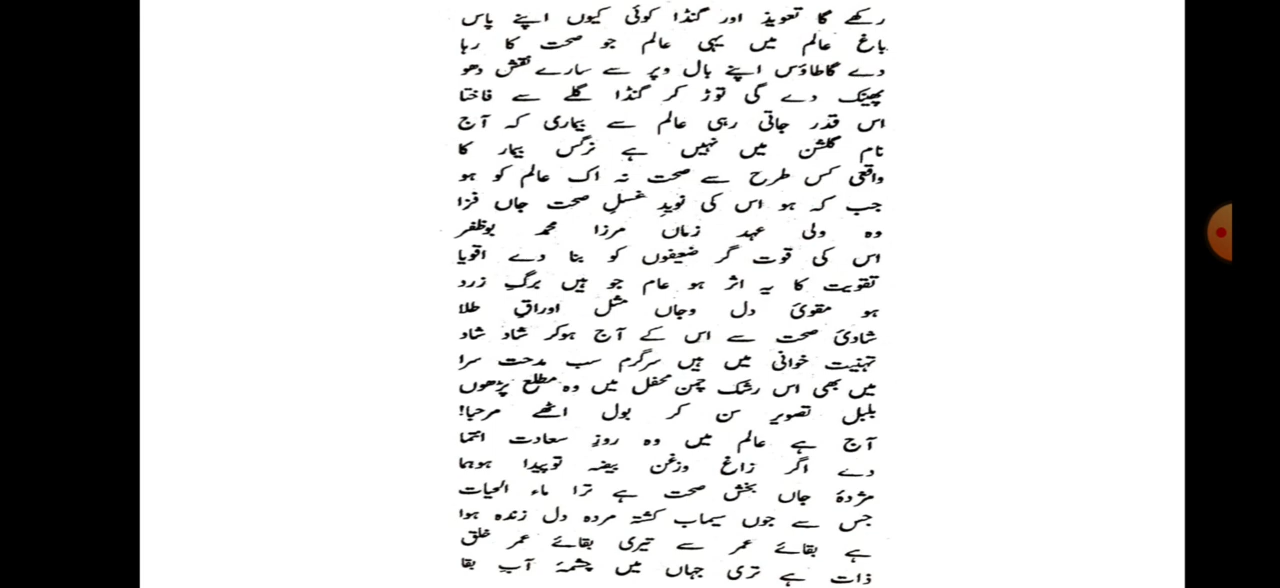 رکھے گا تعویذ اور گنڈا کوئی کیوں اپنے پاس
باغِ عالم میں یہی عالم جو صحت کا رہا
دے گا طاؤس اپنے بال و پر سے سارے نقش دھو
پھینک دے گی توڑ کر گنڈا گلے سے فاختا
اس قدر جاتی رہی عالم سے بیماری کہ آج
نام گلشن میں نہیں ہے نرگس بیمار کا
واقعی کس طرح سے صحت نہ اک عالم کو ہو
جب کہ ہو اس کی نویدِ غسلِ صحت جاں فزا
وہ ولی عہد زماں مرزا محمد بوظفر
اس کی قوت گر ضعیفوں کو بنا دے اقویا
تقویت کا یہ اثر ہو عام جو ہیں برگِ زرد
ہو مقویٔ دل وجاں مثل اوراقِ طلا
شادیٔ صحت سے اس کے آج ہوکر شاد شاد
تہنیت خوانی میں ہیں سرگرم سب مدحت سرا
میں بھی اس رشک چمن محفل میں وہ مطلع پڑھوں
بلبل تصویر سن کر بول اٹھے مرحبا!
آج ہے عالم میں وہ روزِ سعادت انتما
دے اگر زاغ وزغن بیضہ تو پیدا ہو ہما
مژدۂ جاں بخش صحت ہے ترا ماء الحیات
جس سے جوں سیماب کشتہ مردہ دل زندہ ہوا
ہے بقائے عمر سے تیری بقائے عمر خلق
ذات ہے تری جہاں میں چشمۂ آبِ بقا